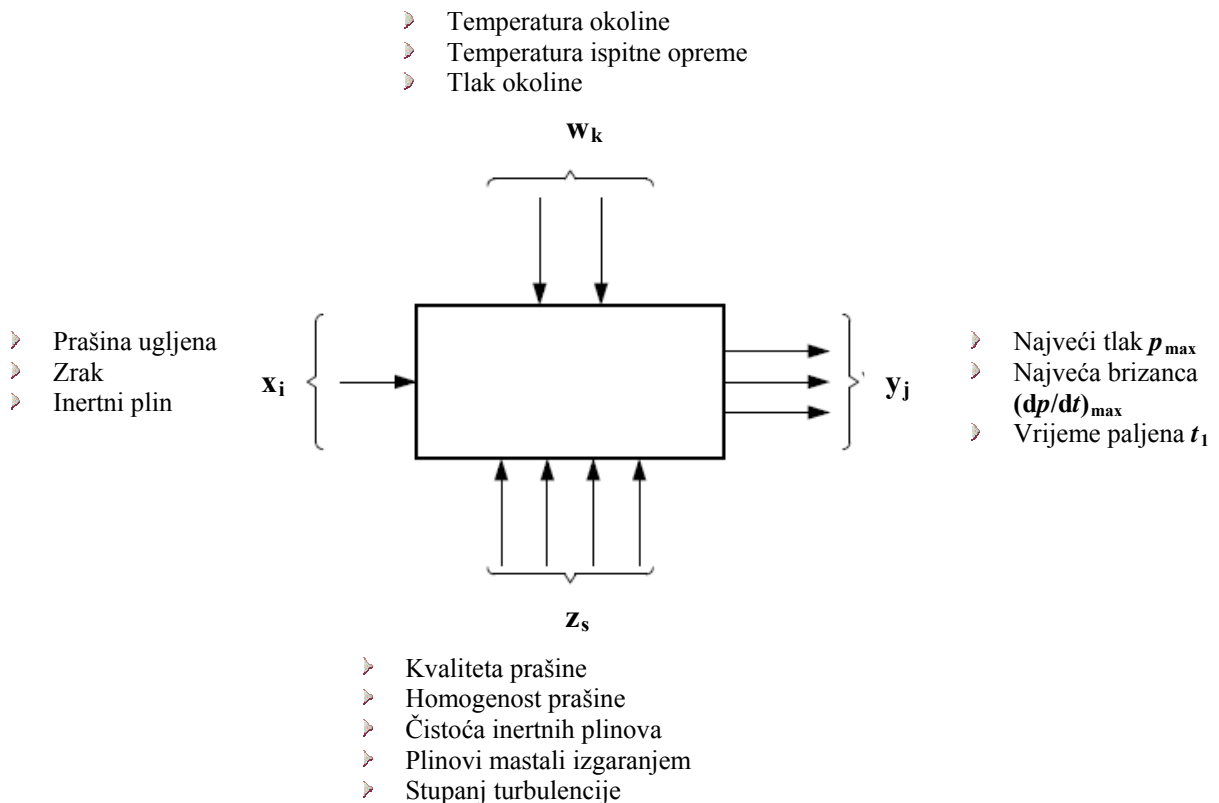 Temperatura okoline
Temperatura ispitne opreme
Tlak okoline
wk
Prašina ugljena
Zrak
Inertni plin
xi
yj
Najveći tlak pmax
Najveća brizanca
(dp/dt)max
Vrijeme paljena t1
zs
Kvaliteta prašine
Homogenost prašine
Čistoća inertnih plinova
Plinovi mastali izgaranjem
Stupanj turbulencije